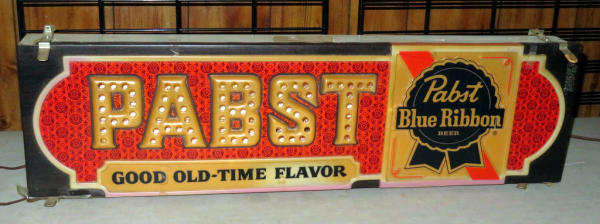 PABST
GOOD OLD-TIME FLAVOR
Pabst
Blue Ribbon
BEER
®